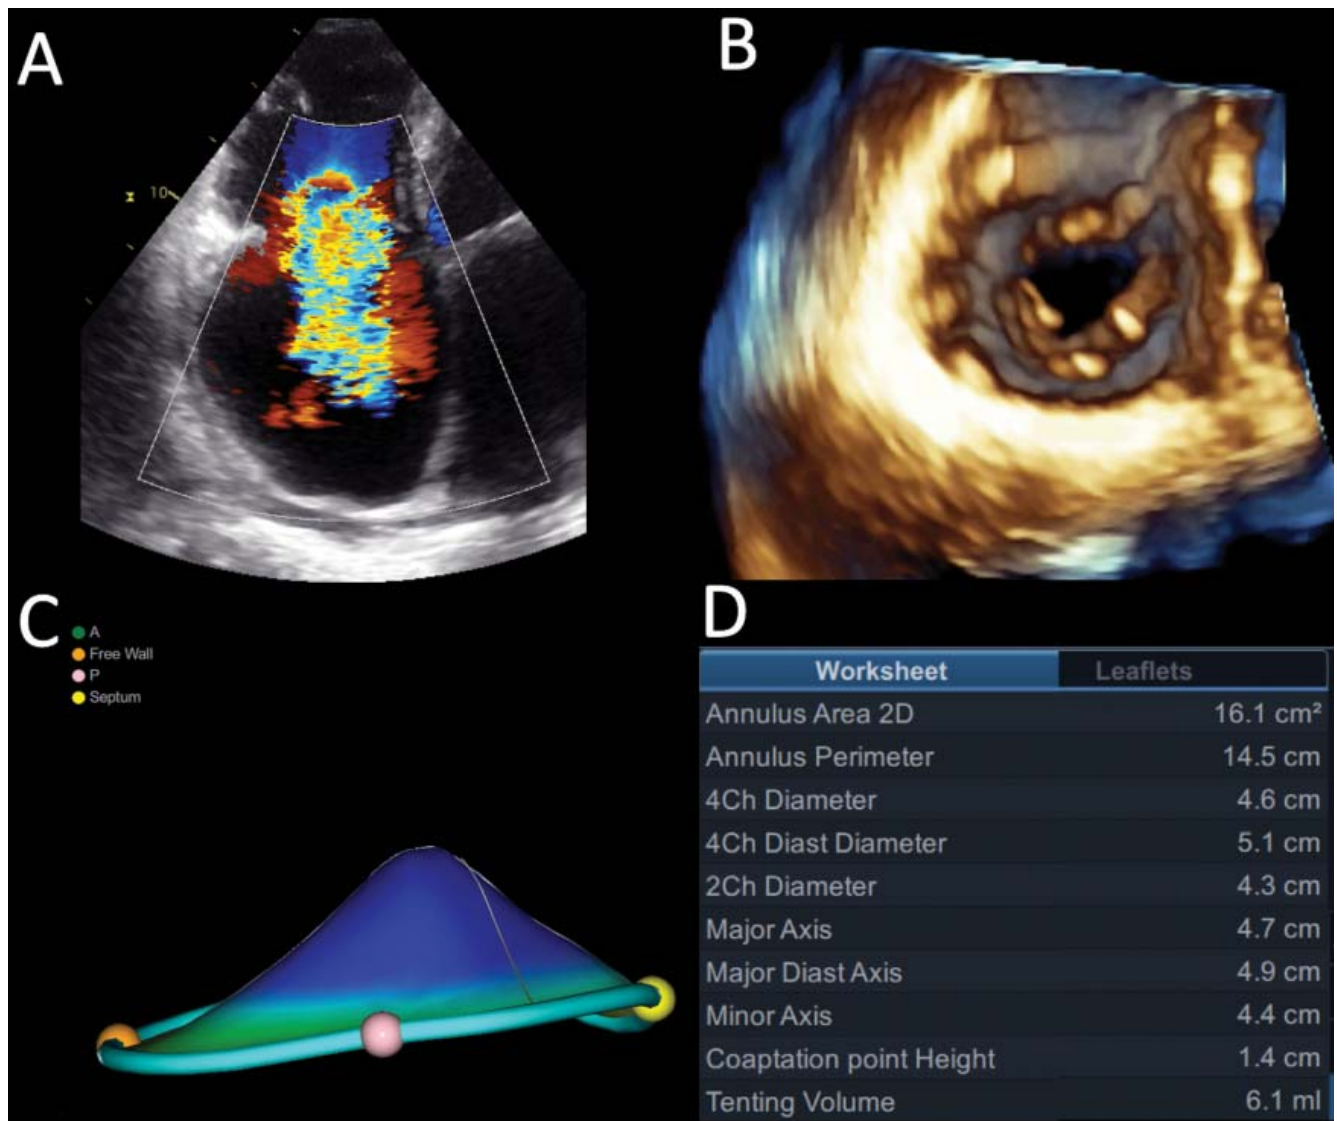 A
B
10
C
A
Free Wall
P
Septum
D
Worksheet Leaflets
Annulus Area 2D 16.1 cm²
Annulus Perimeter 14.5 cm
4Ch Diameter 4.6 cm
4Ch Diast Diameter 5.1 cm
2Ch Diameter 4.3 cm
Major Axis 4.7 cm
Major Diast Axis 4.9 cm
Minor Axis 4.4 cm
Coaptation point Height 1.4 cm
Tenting Volume 6.1 ml